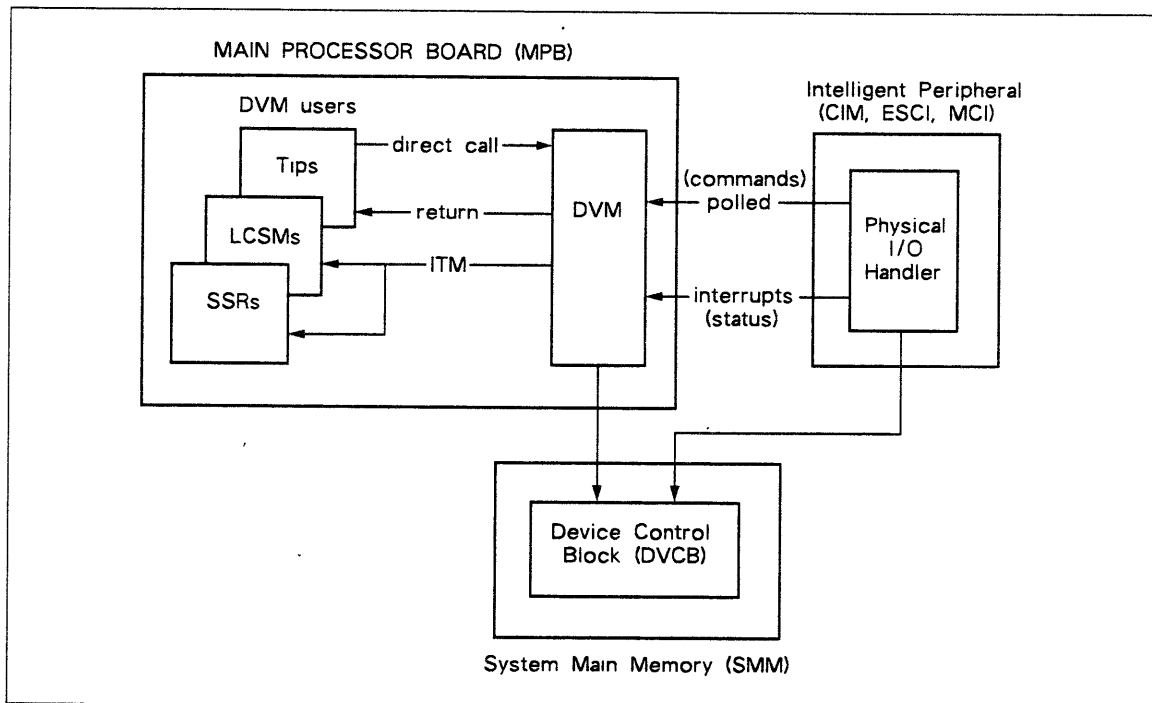 MAIN PROCESSOR BOARD (MPB)
DVM users
Tips
LCSMs
SSRs
direct call
return
ITM
DVM
(commands)
polled
interrupts
(status)
Intelligent Peripheral
(CIM, ESCI, MCI)
Physical
I/O
Handler
Device Control
Block (DVCB)
System Main Memory (SMM)